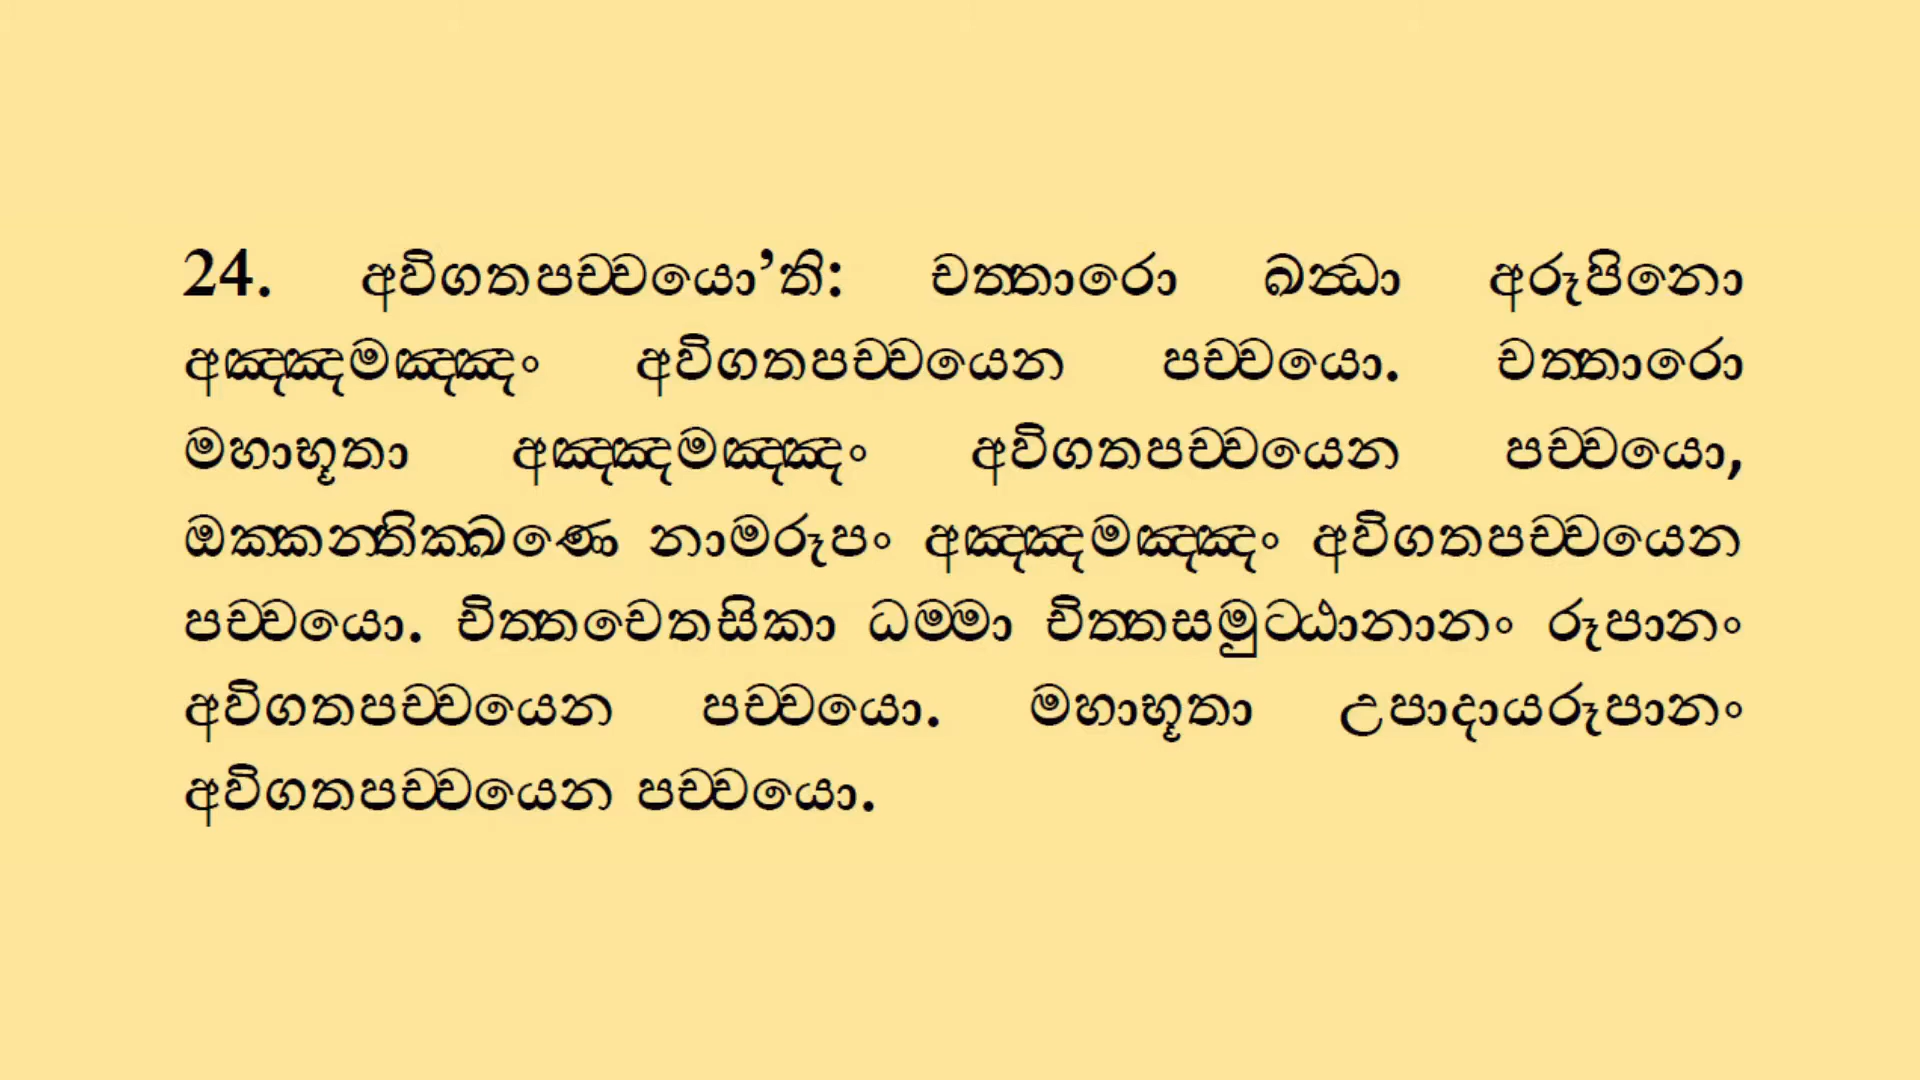 24. අවිගතපච්චයො’ති: චත්තාරො ඛන්ධා අරූපිනො
අඤ්ඤමඤ්ඤං අවිගතපච්චයෙන පච්චයො. චත්තාරො
මහාභූතා අඤ්ඤමඤ්ඤං අවිගතපච්චයෙන පච්චයො,
ඔක්කන්තික්ඛණෙ නාමරූපං අඤ්ඤමඤ්ඤං අවිගතපච්චයෙන
පච්චයො. චිත්තචෙතසිකා ධම්මා චිත්තසමුට්ඨානානං රූපානං
අවිගතපච්චයෙන පච්චයො. මහාභූතා උපාදායරූපානං
අවිගතපච්චයෙන පච්චයො.